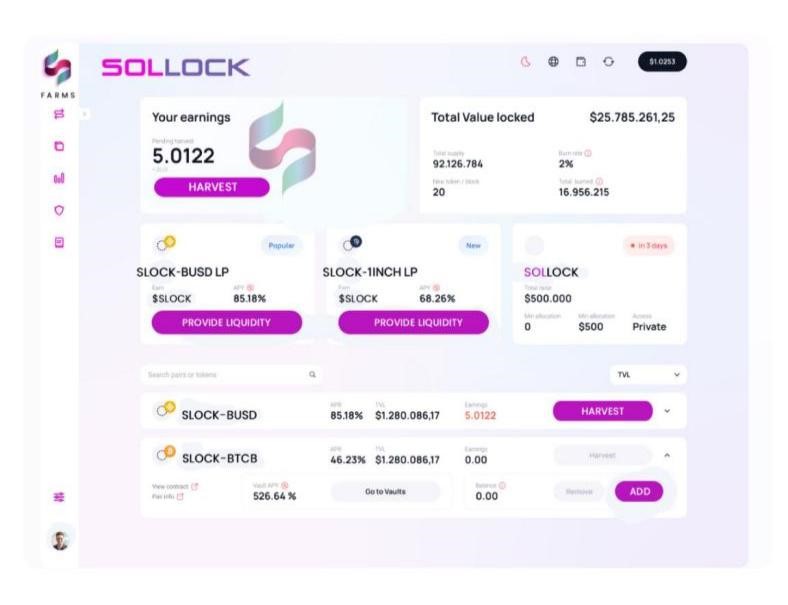 FARMS
SOLLOCK
$1.0253
Your earnings
Pending harvest
5.0122
HARVEST
Total Value locked
$25.785.261,25
Total supply
Burn rate
92.126.784
2%
New token / block
Total burned
20
16.956.215
Popular
SLOCK-BUSD LP
Earn
APY
$SLOCK
85.18%
PROVIDE LIQUIDITY
New
SLOCK-1INCH LP
Earn
APY
$SLOCK
68.26%
PROVIDE LIQUIDITY
in 3 days
SOLLOCK
Total raise
$500.000
Min allocation
Min allocation
Access
0
$500
Private
Search pairs or tokens
TVL
SLOCK-BUSD
APR
TVL
Earnings
85.18%
$1.280.086,17
5.0122
HARVEST
SLOCK-BTCB
APR
TVL
Earnings
46.23%
$1.280.086,17
0.00
Harvest
View contract
Pair Info
Vault APY
526.64 %
Go to Vaults
Balance
0.00
Remove
ADD